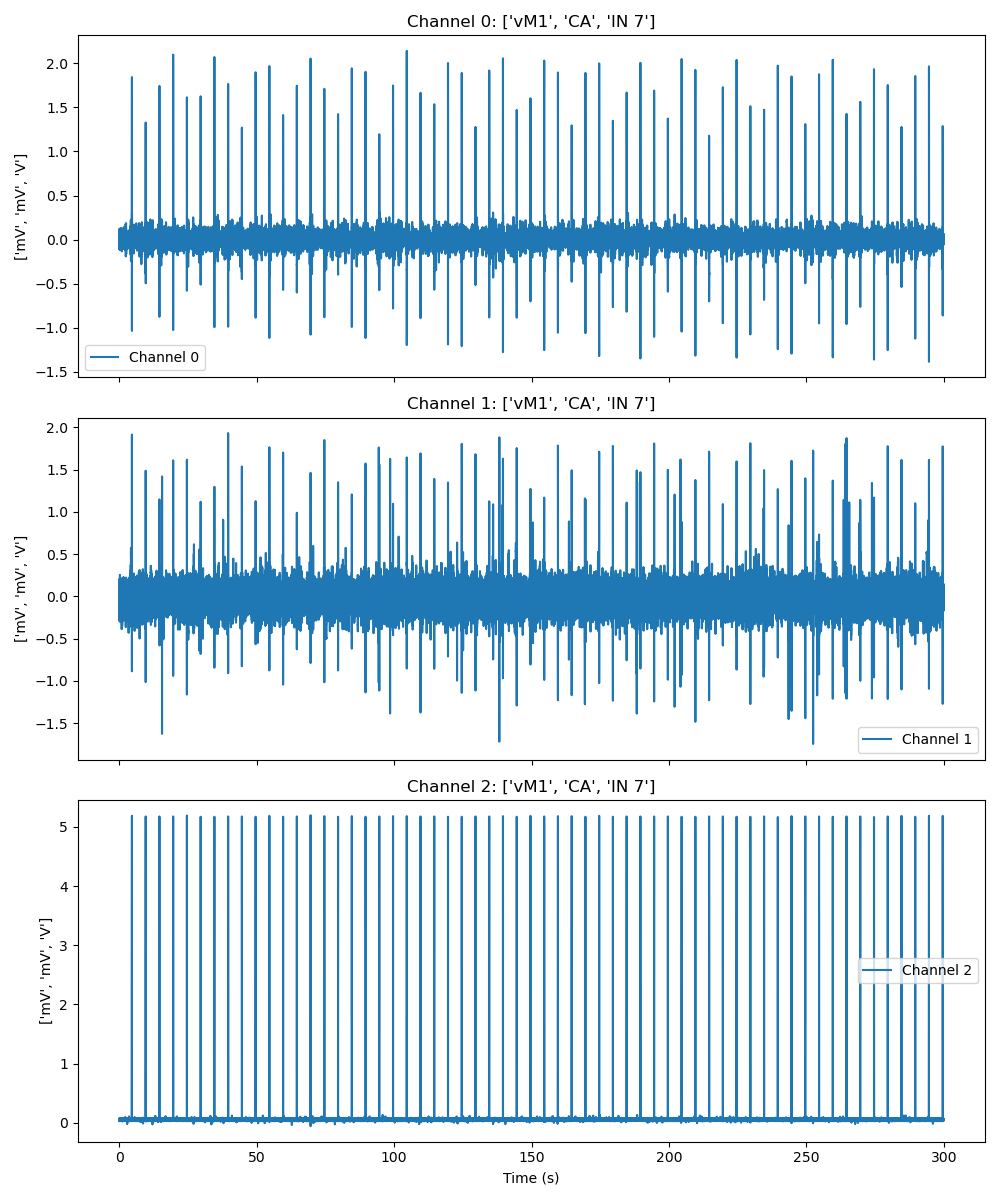 Channel 0: ['vM1', 'CA', 'IN 7']
2.0
1.5
1.0
0.5
0.0
−0.5
−1.0
−1.5
['mV', 'mV', 'V']
Channel 0
Channel 1: ['vM1', 'CA', 'IN 7']
2.0
1.5
1.0
0.5
0.0
−0.5
−1.0
−1.5
['mV', 'mV', 'V']
Channel 1
Channel 2: ['vM1', 'CA', 'IN 7']
5
4
3
2
1
0
['mV', 'mV', 'V']
Channel 2
0 50 100 150 200 250 300
Time (s)